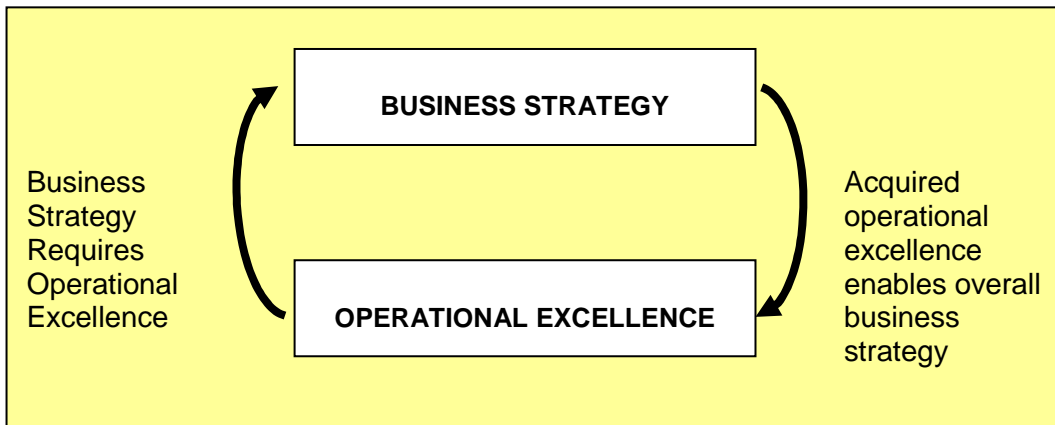 BUSINESS STRATEGY
Business
Strategy
Requires
Operational
Excellence
Acquired
operational
excellence
enables overall
business
strategy
OPERATIONAL EXCELLENCE